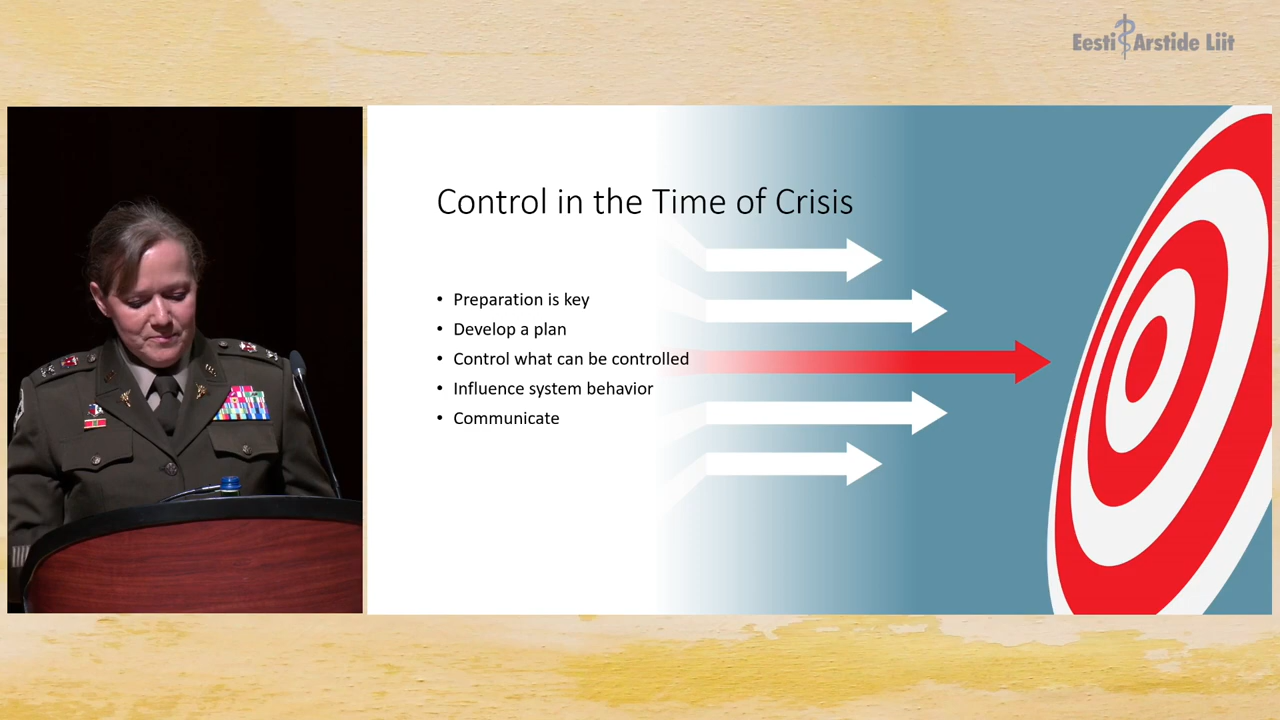 Eesti Arstide Liit
Control in the Time of Crisis
• Preparation is key
• Develop a plan
• Control what can be controlled
• Influence system behavior
• Communicate